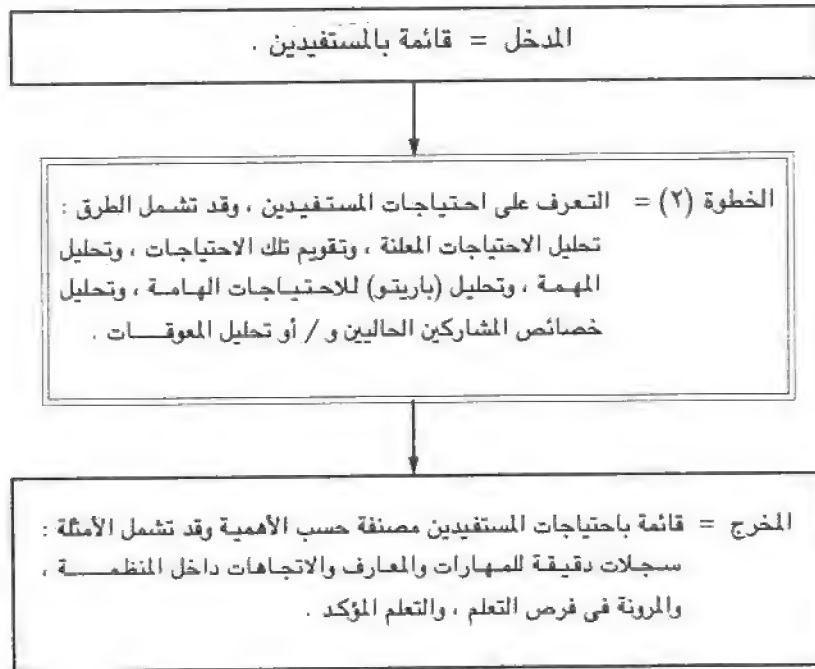 المدخل = قائمة بالمستفيدين .
الخطوة (٢) = التعرف على احتياجات المستفيدين ، وقد تشمل الطرق :
تحليل الاحتياجات المعلنة ، وتقويم تلك الاحتياجات ، وتحليل
المهمة ، وتحليل (باريتو) للاحتياجات الهامة ، وتحليل
خصائص المشاركين الحاليين و / أو تحليل المعوقات .
المخرج = قائمة باحتياجات المستفيدين مصنفة حسب الأهمية وقد تشمل الأمثلة :
سجلات دقيقة للمهارات والمعارف والاتجاهات داخل المنظمة ،
والمرونة فى فرص التعلم ، والتعلم المؤكد .